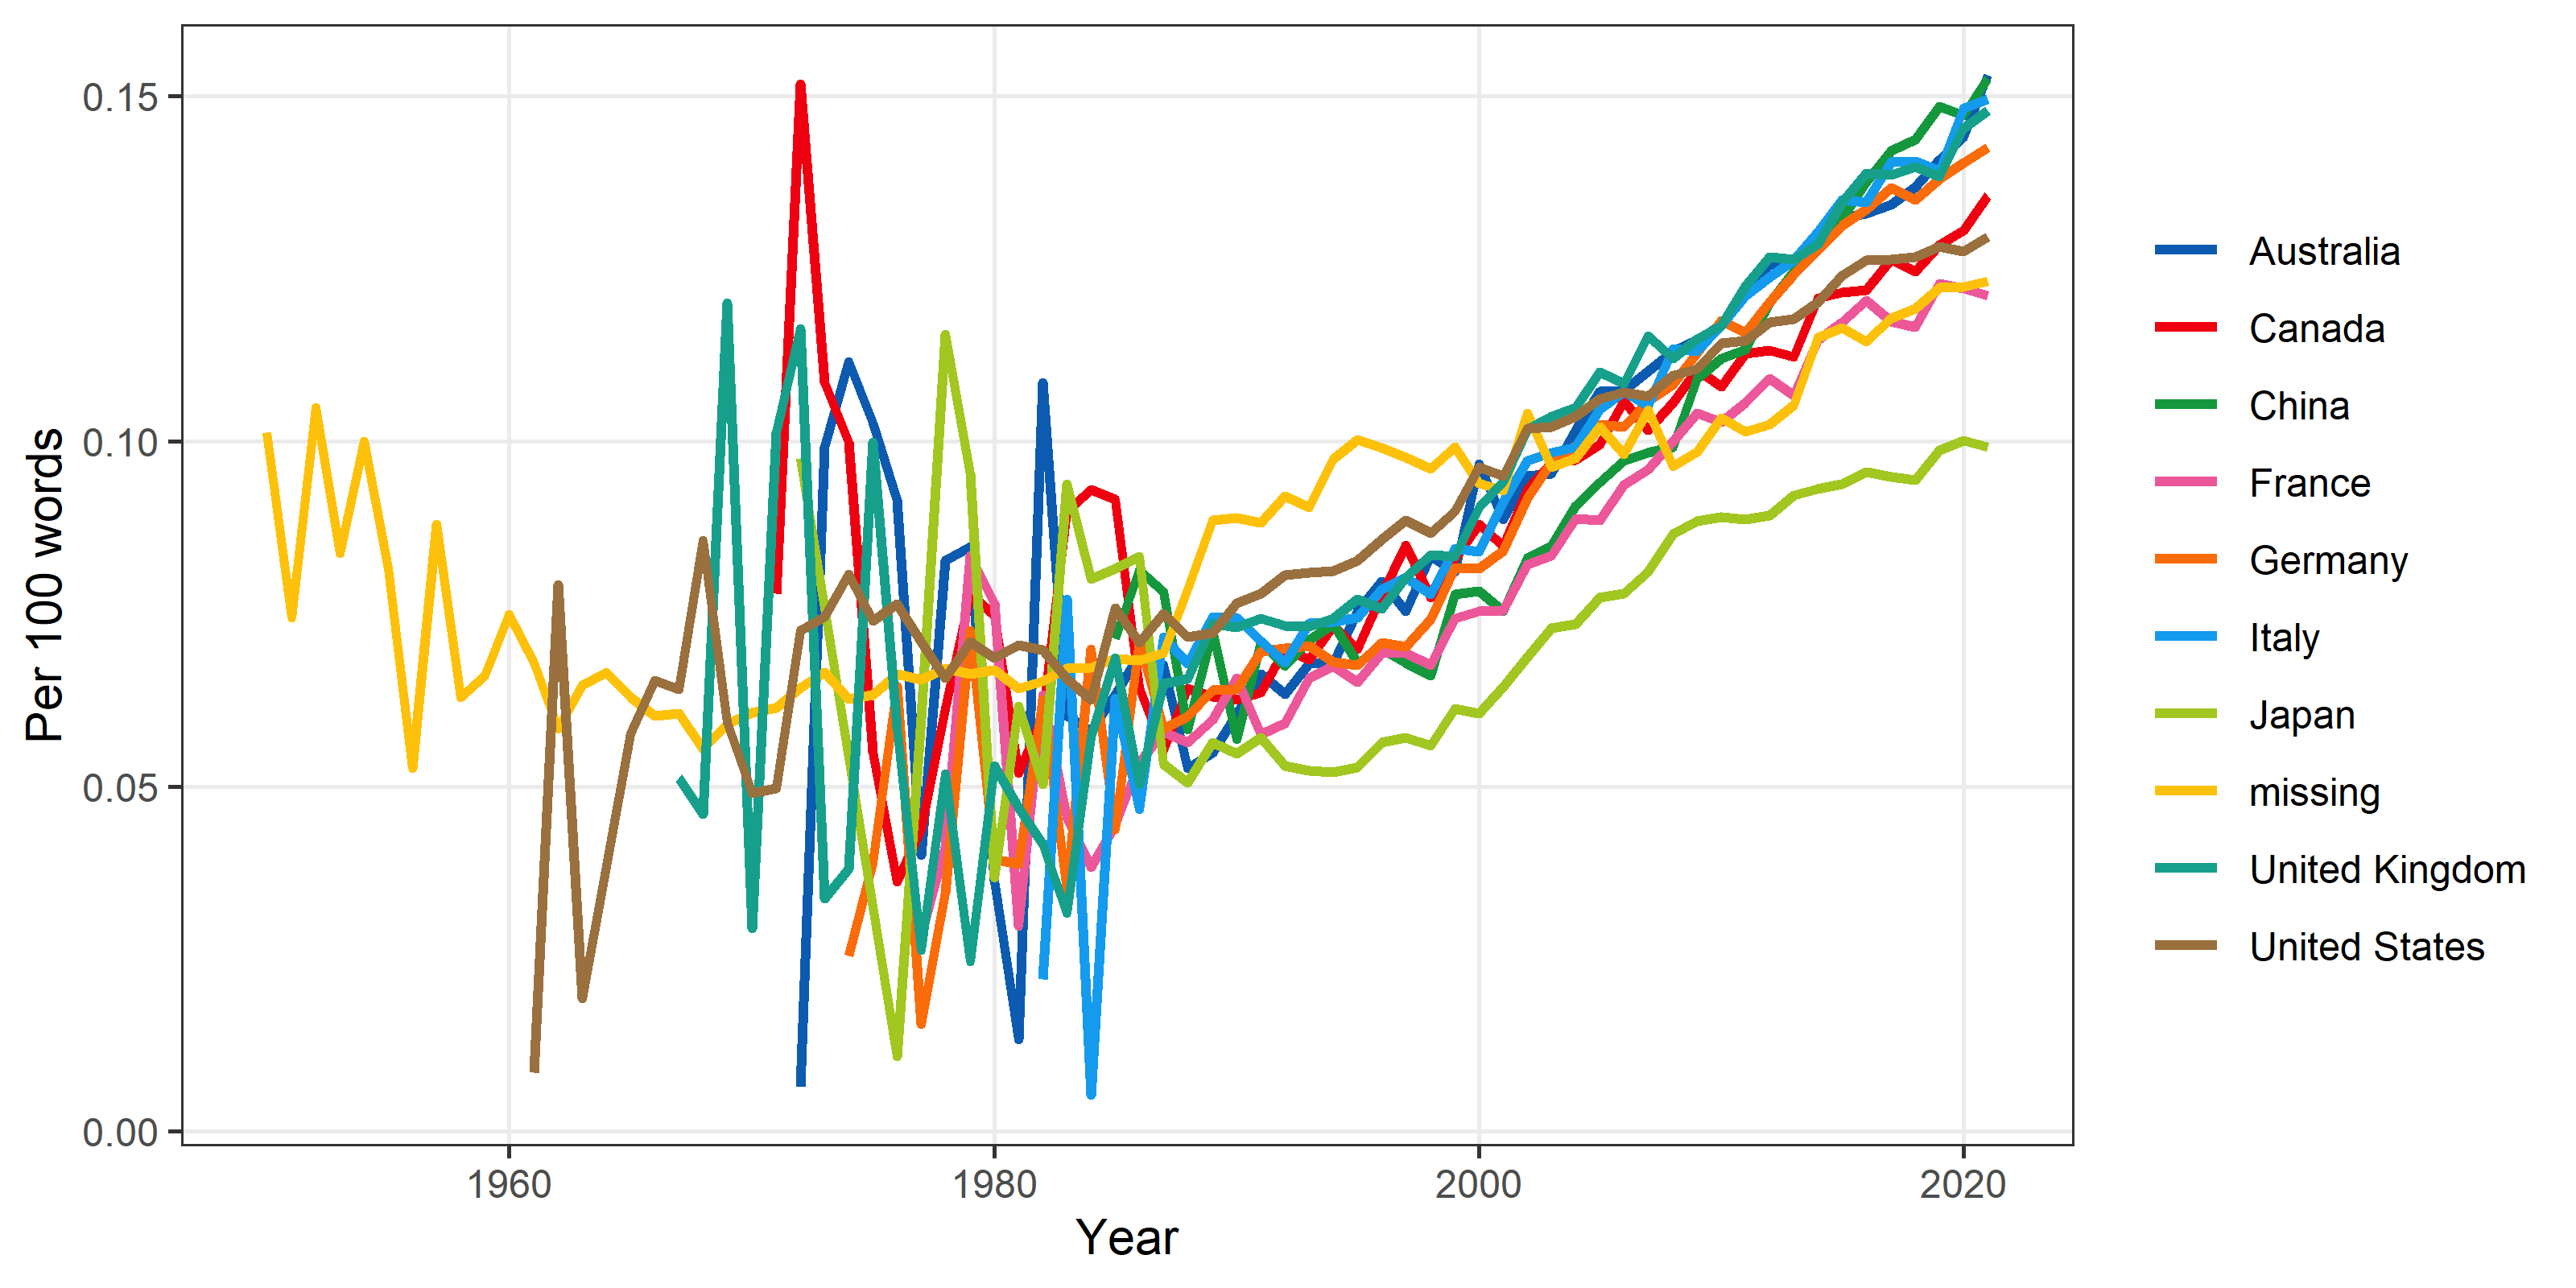 0.15
0.10
0.05
0.00
Per 100 words
1960
1980
2000
2020
Year
Australia
Canada
China
France
Germany
Italy
Japan
missing
United Kingdom
United States